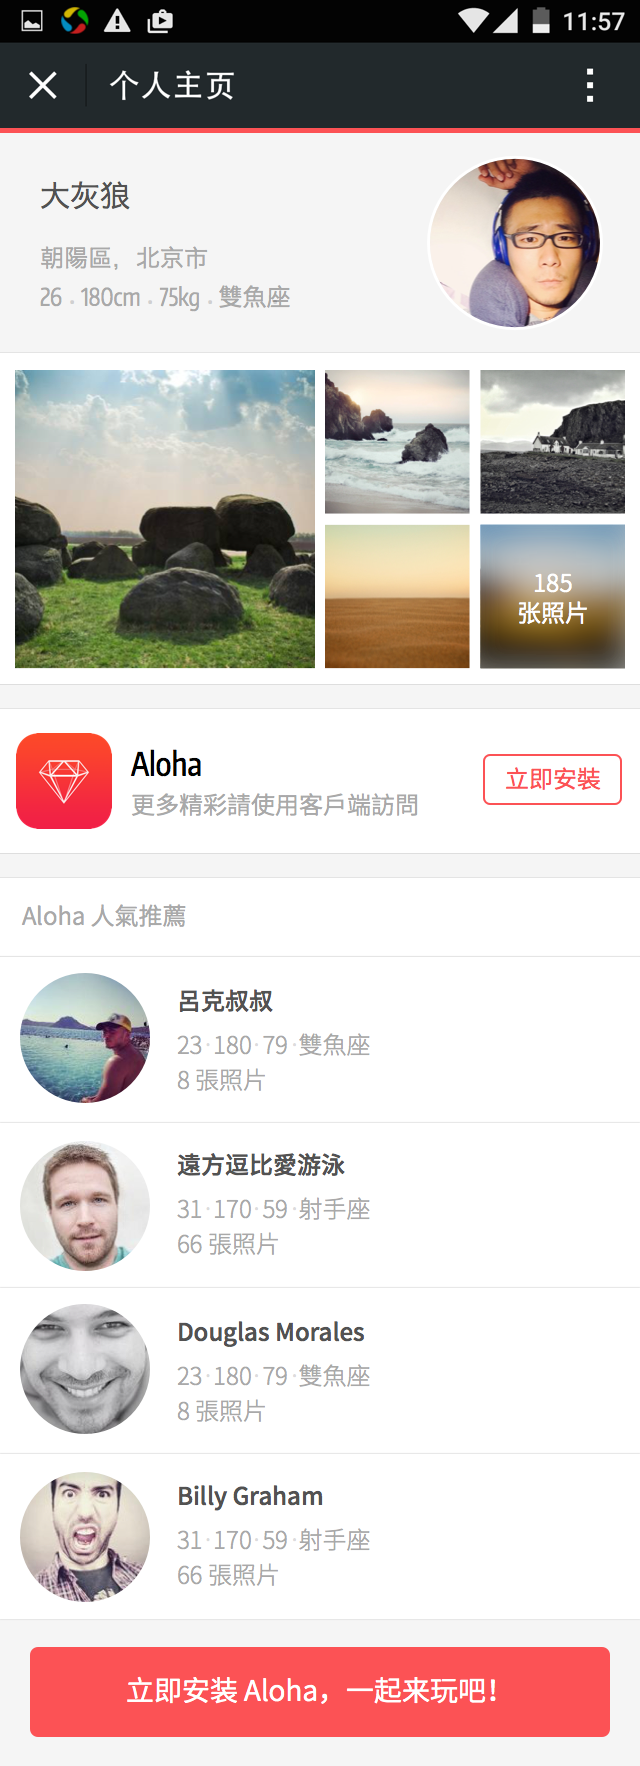 11:57
个人主页
大灰狼
朝陽區，北京市
26 · 180cm · 75kg · 雙魚座
185
张照片
Aloha
更多精彩請使用客戶端訪問
立即安裝
Aloha 人氣推薦
呂克叔叔
23·180·79·雙魚座
8 張照片
遠方逗比愛游泳
31·170·59·射手座
66 張照片
Douglas Morales
23·180·79·雙魚座
8 張照片
Billy Graham
31·170·59·射手座
66 張照片
立即安装 Aloha，一起来玩吧！